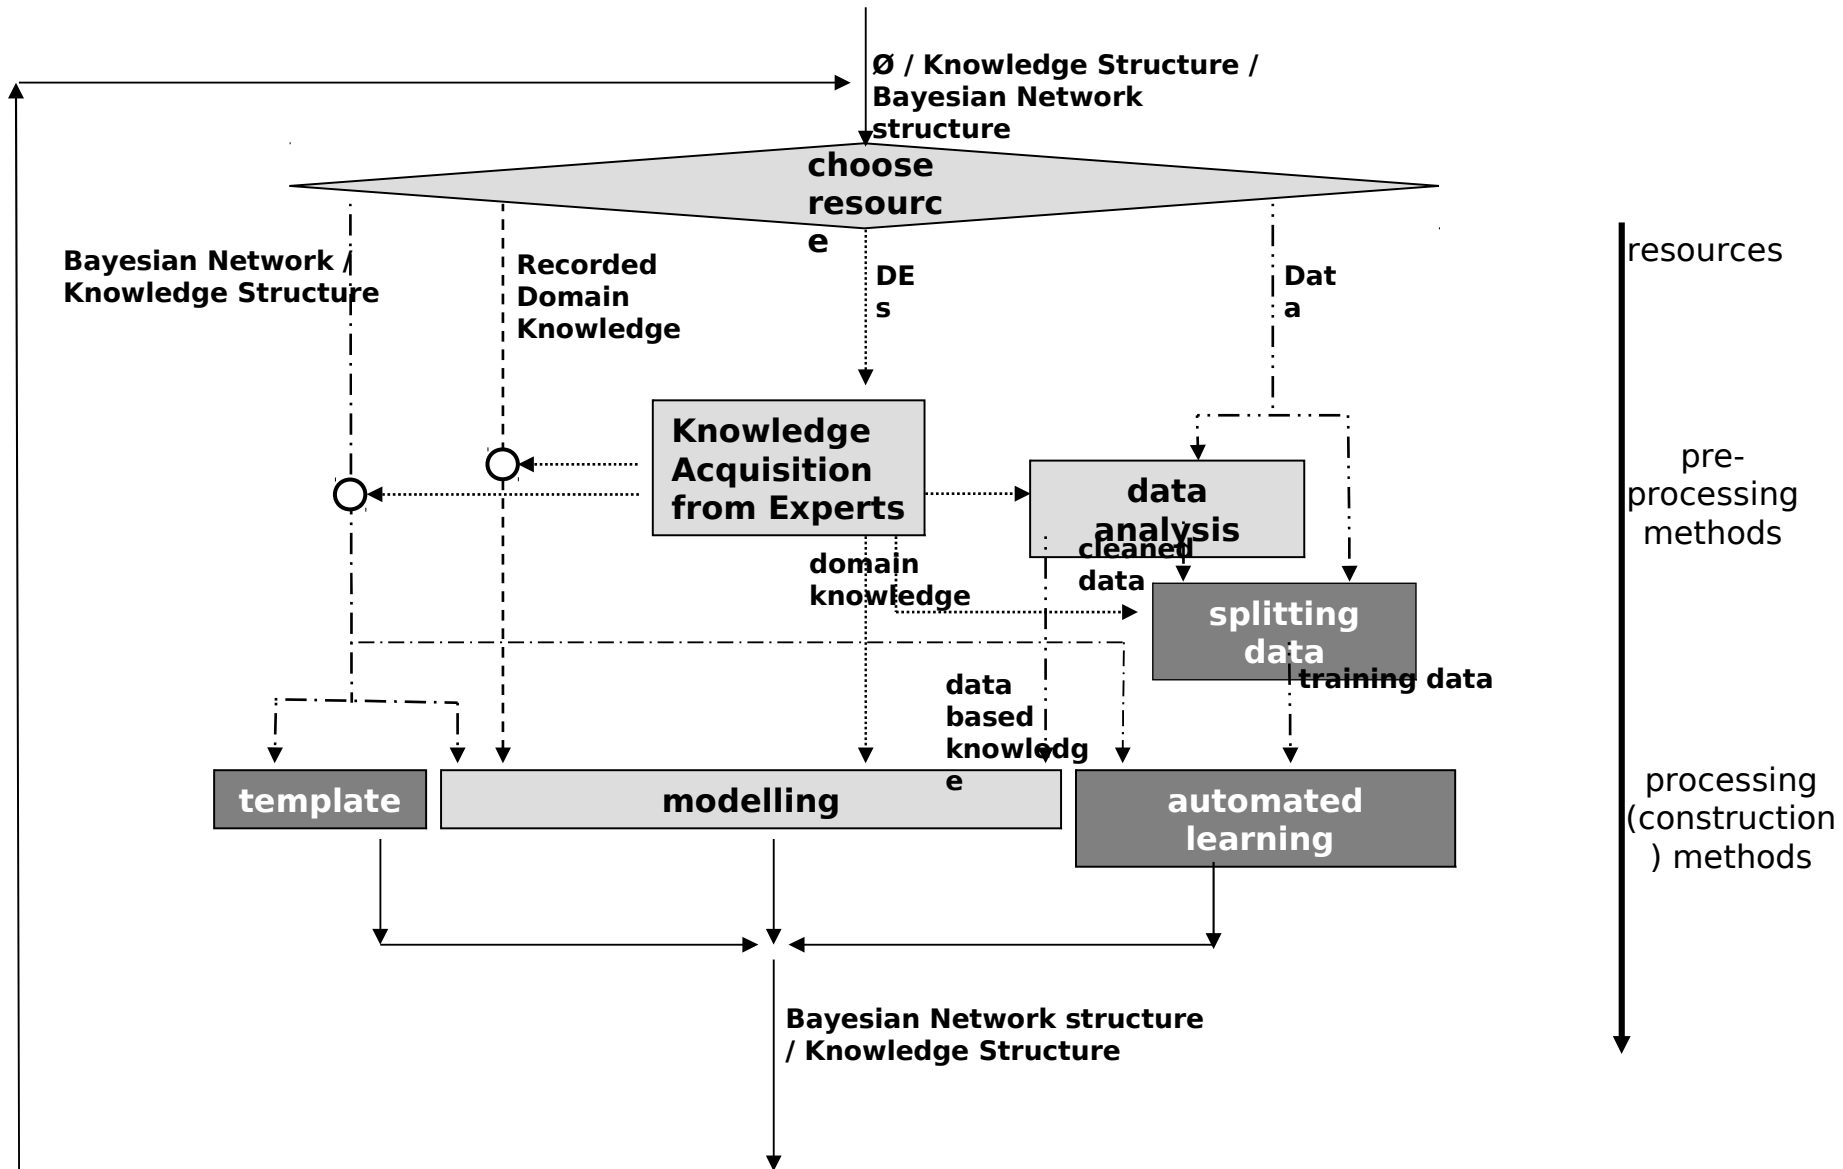 Ø / Knowledge Structure /
Bayesian Network
structure
choose
resourc
e
resources
Bayesian Network /
Knowledge Structure
Recorded
Domain
Knowledge
DE
s
Dat
a
Knowledge
Acquisition
from Experts
data
analysis
pre-
processing
methods
cleaned
data
domain
knowledge
splitting
data
training data
data
based
knowledg
e
template
modelling
automated
learning
processing
(construction
) methods
Bayesian Network structure
/ Knowledge Structure